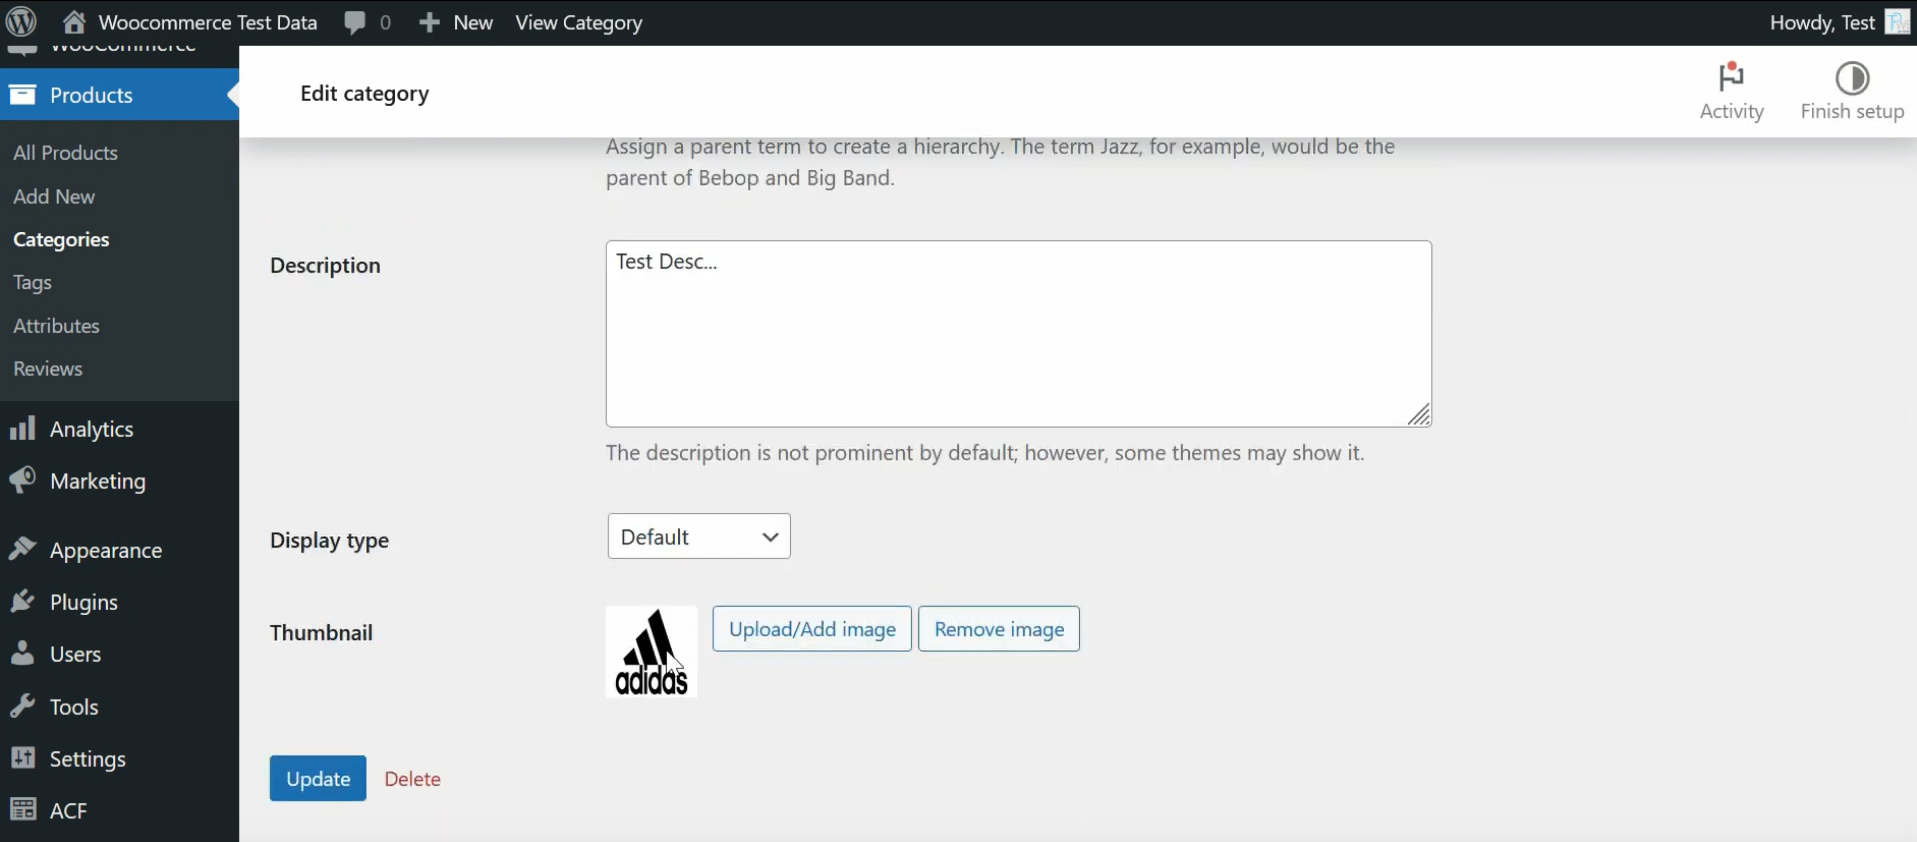 Woocommerce Test Data
0
New
View Category
Howdy, Test
WooCommerce
Products
All Products
Add New
Categories
Tags
Attributes
Reviews
Analytics
Marketing
Appearance
Plugins
Users
Tools
Settings
ACF
Edit category
Activity
Finish setup
Assign a parent term to create a hierarchy. The term Jazz, for example, would be the
parent of Bebop and Big Band.
Description
Test Desc...
The description is not prominent by default; however, some themes may show it.
Display type
Default
Thumbnail
adidas
Upload/Add image
Remove image
Update
Delete